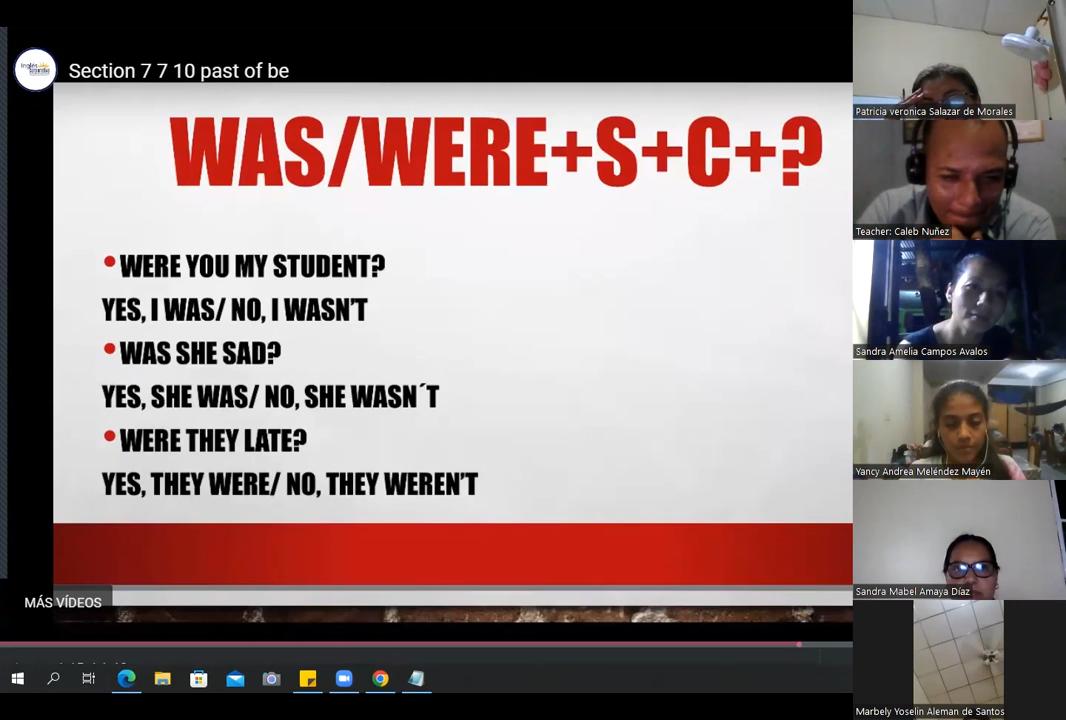 Section 7 7 10 past of be
WAS/WERE+S+C+?
•WERE YOU MY STUDENT?
YES, I WAS/ NO, I WASN'T
•WAS SHE SAD?
YES, SHE WAS/ NO, SHE WASN´T
•WERE THEY LATE?
YES, THEY WERE/ NO, THEY WEREN'T
MÁS VÍDEOS
Patricia veronica Salazar de Morales
Teacher: Caleb Nuñez
Sandra Amelia Campos Avalos
Yancy Andrea Meléndez Mayén
Sandra Mabel Amaya Díaz
Marbely Yoselin Aleman de Santos